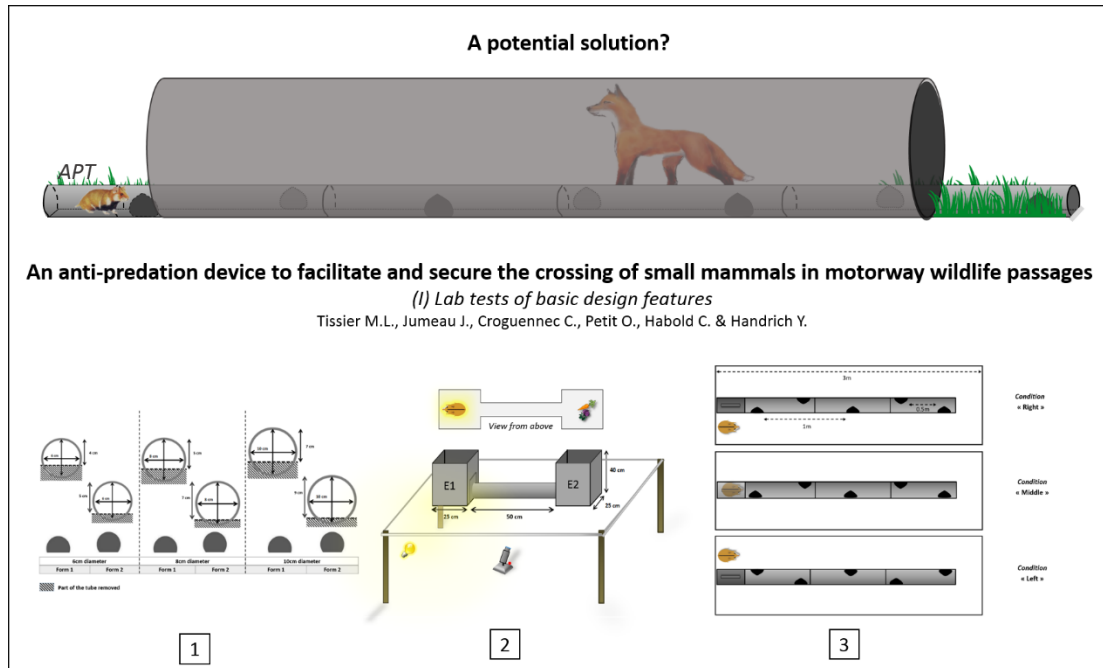 A potential solution?
APT
An anti-predation device to facilitate and secure the crossing of small mammals in motorway wildlife passages
(I) Lab tests of basic design features
Tissier M.L., Jumeau J., Croguennec C., Petit O., Habold C. & Handrich Y.
6cm diameter 8cm diameter 10cm diameter
Form 1 Form 2 Form 1 Form 2 Form 1 Form 2
Part of the tube removed
1
View from above
E1 E2
40 cm
25 cm
25 cm 50 cm
2
3m
0.5m
1m
Condition
« Right »
Condition
« Middle »
Condition
« Left »
3